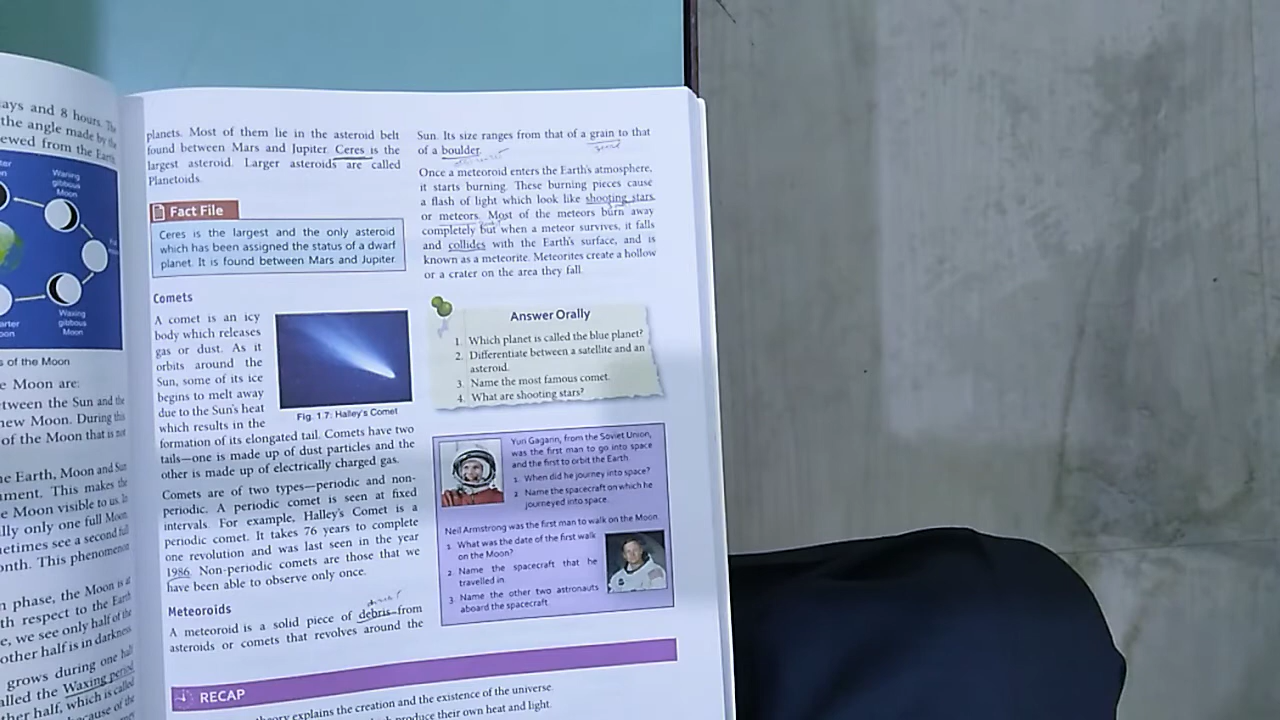 ays and 8 hours. The
the angle made by the
ewed from the Earth.
Waning
gibbous
Moon
Waxing
gibbous
Moon
s of the Moon
e Moon are:
tween the Sun and the
new Moon. During this
of the Moon that is not
he Earth, Moon and Sun
nment. This makes the
e Moon visible to us. In
lly only one full Moon
metimes see a second full
onth. This phenomenon
n phase, the Moon is at
th respect to the Earth
e, we see only half of the
other half is in darkness.
grows during one half
alled the Waxing period
ther half, which is called
because of the
planets. Most of them lie in the asteroid belt
found between Mars and Jupiter. Ceres is the
largest asteroid. Larger asteroids are called
Planetoids.
Fact File
Ceres is the largest and the only asteroid
which has been assigned the status of a dwarf
planet. It is found between Mars and Jupiter
Comets
A comet is an icy
body which releases
gas or dust. As it
orbits around the
Sun, some of its ice
begins to melt away
due to the Sun's heat
which results in the
Fig. 1.7: Halley's Comet
formation of its elongated tail. Comets have two
tails—one is made up of dust particles and the
other is made up of electrically charged gas.
Comets are of two types—periodic and non-
periodic. A periodic comet is seen at fixed
intervals. For example, Halley's Comet is a
periodic comet. It takes 76 years to complete
one revolution and was last seen in the year
1986. Non-periodic comets are those that we
have been able to observe only once.
Meteoroids
A meteoroid is a solid piece of debris—from
asteroids or comets that revolves around the
Sun. Its size ranges from that of a grain to that
of a boulder.
Once a meteoroid enters the Earth's atmosphere,
it starts burning. These burning pieces cause
a flash of light which look like shooting stars
or meteors. Most of the meteors burn away
completely but when a meteor survives, it falls
and collides with the Earth's surface, and is
known as a meteorite. Meteorites create a hollow
or a crater on the area they fall.
Answer Orally
1. Which planet is called the blue planet?
2. Differentiate between a satellite and an
asteroid.
3. Name the most famous comet.
4. What are shooting stars?
Yuri Gagarin, from the Soviet Union,
was the first man to go into space
and the first to orbit the Earth.
1. When did he journey into space?
2. Name the spacecraft on which he
journeyed into space.
Neil Armstrong was the first man to walk on the Moon.
1. What was the date of the first walk
on the Moon?
2. Name the spacecraft that he
travelled in.
3. Name the other two astronauts
aboard the spacecraft.
RECAP
theory explains the creation and the existence of the universe.
produce their own heat and light.